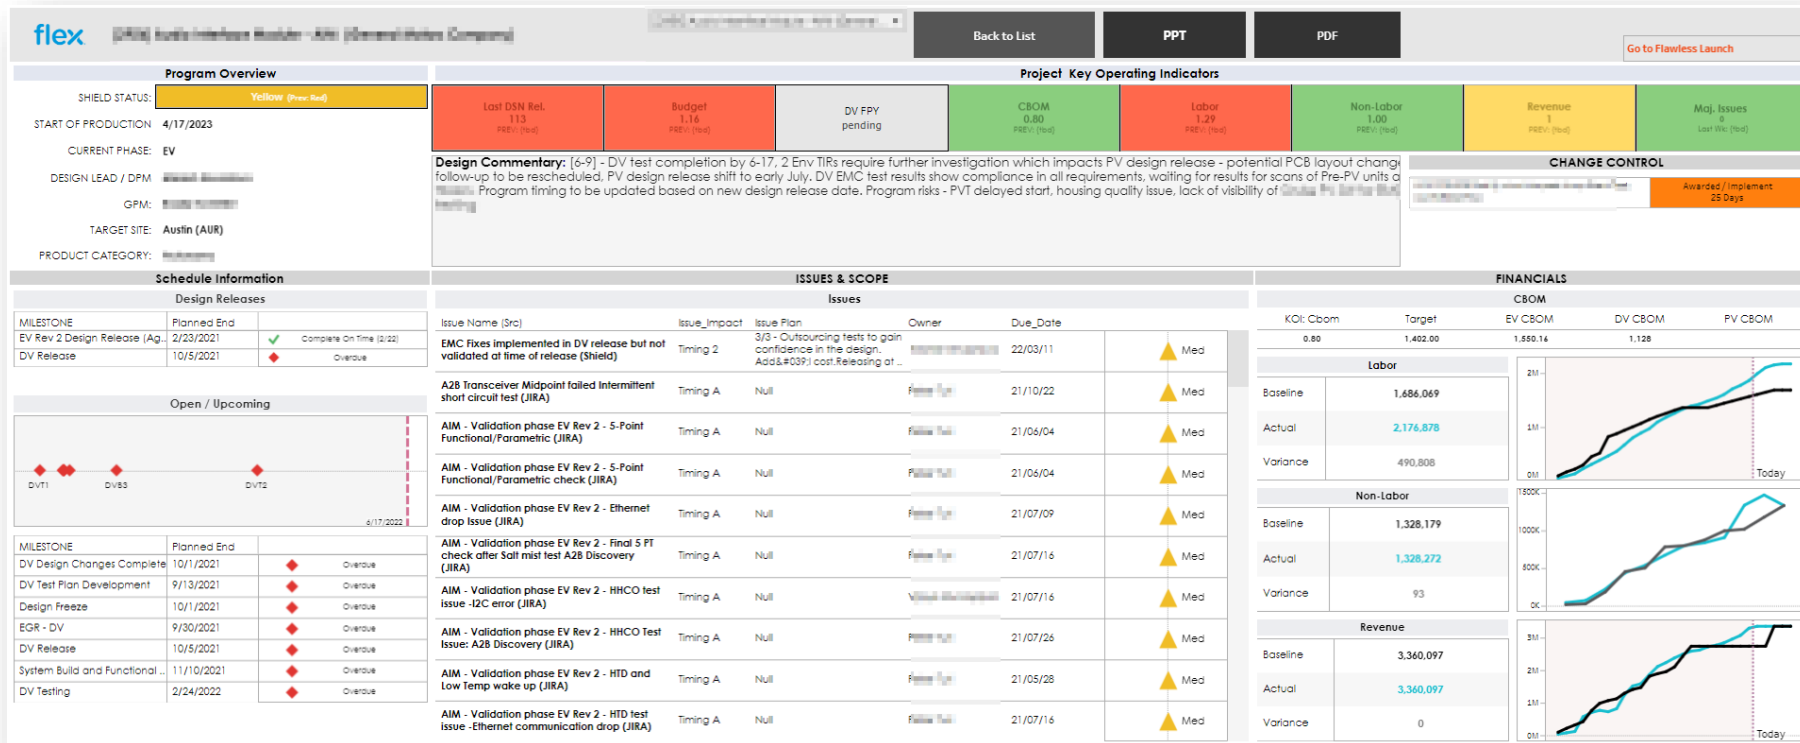 flex
Back to List
PPT
PDF
Go to Flawless Launch
Program Overview
SHIELD STATUS: Yellow (Prev: Red)
START OF PRODUCTION 4/17/2023
CURRENT PHASE: EV
DESIGN LEAD / DPM
GPM:
TARGET SITE: Austin (AUR)
PRODUCT CATEGORY:
Project Key Operating Indicators
Last DSN Rel.
113
PREV: (tbd)
Budget
1.16
PREV: (tbd)
DV FPY
pending
CBOM
0.80
PREV: (tbd)
Labor
1.29
PREV: (tbd)
Non-Labor
1.00
PREV: (tbd)
Revenue
1
PREV: (tbd)
Maj. Issues
0
Last Wk: (tbd)
Design Commentary: [6-9] - DV test completion by 6-17, 2 Env TIRs require further investigation which impacts PV design release - potential PCB layout change
follow-up to be rescheduled, PV design release shift to early July. DV EMC test results show compliance in all requirements, waiting for results for scans of Pre-PV units a
Program timing to be updated based on new design release date. Program risks - PVT delayed start, housing quality issue, lack of visibility of
testing
CHANGE CONTROL
Awarded / Implement
25 Days
Schedule Information
Design Releases
MILESTONE Planned End
EV Rev 2 Design Release (Ag.. 2/23/2021 Complete On Time (2/22)
DV Release 10/5/2021 Overdue
Open / Upcoming
DVT1 DVB3 DVT2
6/17/2022
MILESTONE Planned End
DV Design Changes Complete 10/1/2021 Overdue
DV Test Plan Development 9/13/2021 Overdue
Design Freeze 10/1/2021 Overdue
EGR - DV 9/30/2021 Overdue
DV Release 10/5/2021 Overdue
System Build and Functional .. 11/10/2021 Overdue
DV Testing 2/24/2022 Overdue
ISSUES & SCOPE
Issues
Issue Name (Src) Issue_Impact Issue Plan Owner Due_Date
EMC Fixes implemented in DV release but not
validated at time of release (Shield) Timing 2 3/3 - Outsourcing tests to gain
confidence in the design.
Add&#039;l cost.Releasing at .. 22/03/11 Med
A2B Transceiver Midpoint failed Intermittent
short circuit test (JIRA) Timing A Null 21/10/22 Med
AIM - Validation phase EV Rev 2 - 5-Point
Functional/Parametric (JIRA) Timing A Null 21/06/04 Med
AIM - Validation phase EV Rev 2 - 5-Point
Functional/Parametric check (JIRA) Timing A Null 21/06/04 Med
AIM - Validation phase EV Rev 2 - Ethernet
drop Issue (JIRA) Timing A Null 21/07/09 Med
AIM - Validation phase EV Rev 2 - Final 5 PT
check after Salt mist test A2B Discovery
(JIRA) Timing A Null 21/07/16 Med
AIM - Validation phase EV Rev 2 - HHCO test
issue -I2C error (JIRA) Timing A Null 21/07/16 Med
AIM - Validation phase EV Rev 2 - HHCO Test
Issue: A2B Discovery (JIRA) Timing A Null 21/07/26 Med
AIM - Validation phase EV Rev 2 - HTD and
Low Temp wake up (JIRA) Timing A Null 21/05/28 Med
AIM - Validation phase EV Rev 2 - HTD test
issue -Ethernet communication drop (JIRA) Timing A Null 21/07/16 Med
FINANCIALS
CBOM
KOI: Cbom Target EV CBOM DV CBOM PV CBOM
0.80 1,402.00 1,550.16 1,128
Labor
Baseline 1,686,069
Actual 2,176,878
Variance 490,808
2M
1M
0M
Today
Non-Labor
Baseline 1,328,179
Actual 1,328,272
Variance 93
1500K
1000K
500K
0K
Revenue
Baseline 3,360,097
Actual 3,360,097
Variance 0
3M
2M
1M
0M
Today